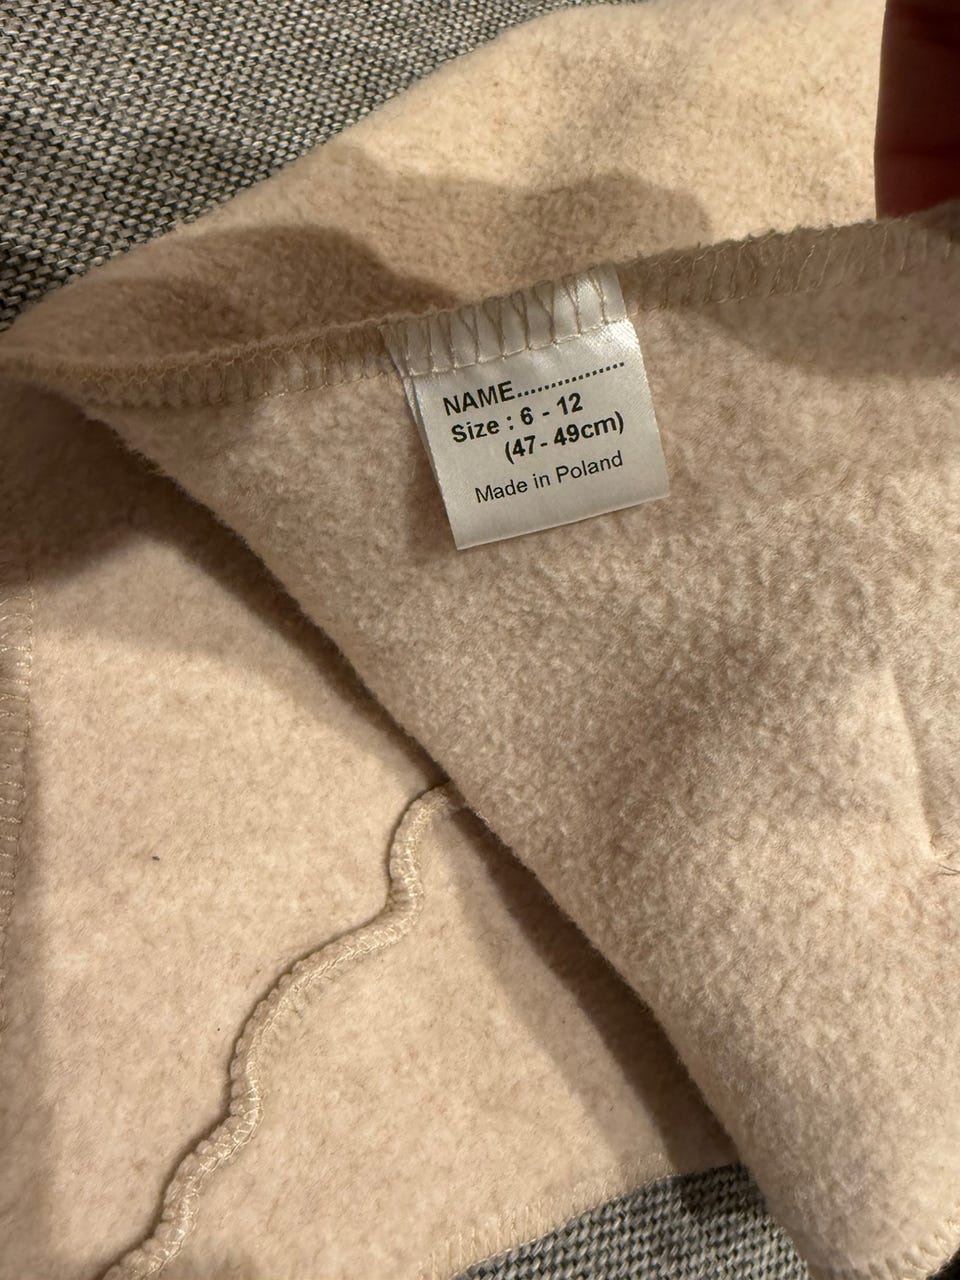 NAME...............
Size : 6 - 12
(47- 49cm)
Made in Poland